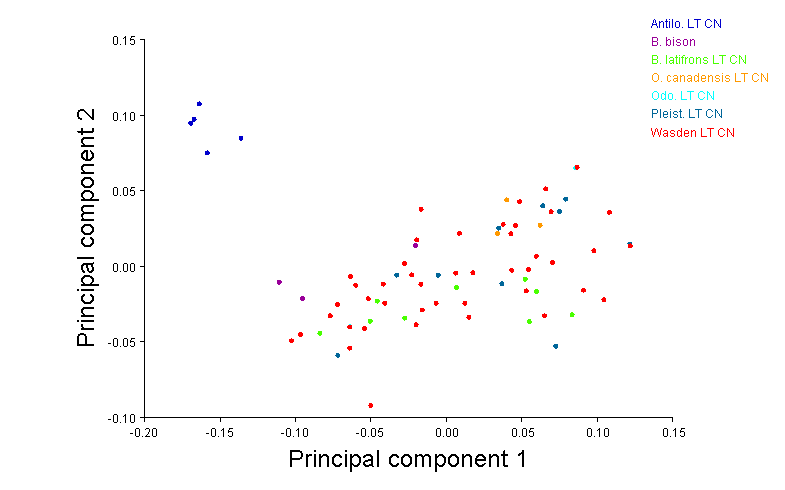 Antilo. LT CN
B. bison
B. latifrons LT CN
O. canadensis LT CN
Odo. LT CN
Pleist. LT CN
Wasden LT CN
0.15
0.10
0.05
0.00
-0.05
-0.10
Principal component 2
-0.20 -0.15 -0.10 -0.05 0.00 0.05 0.10 0.15
Principal component 1